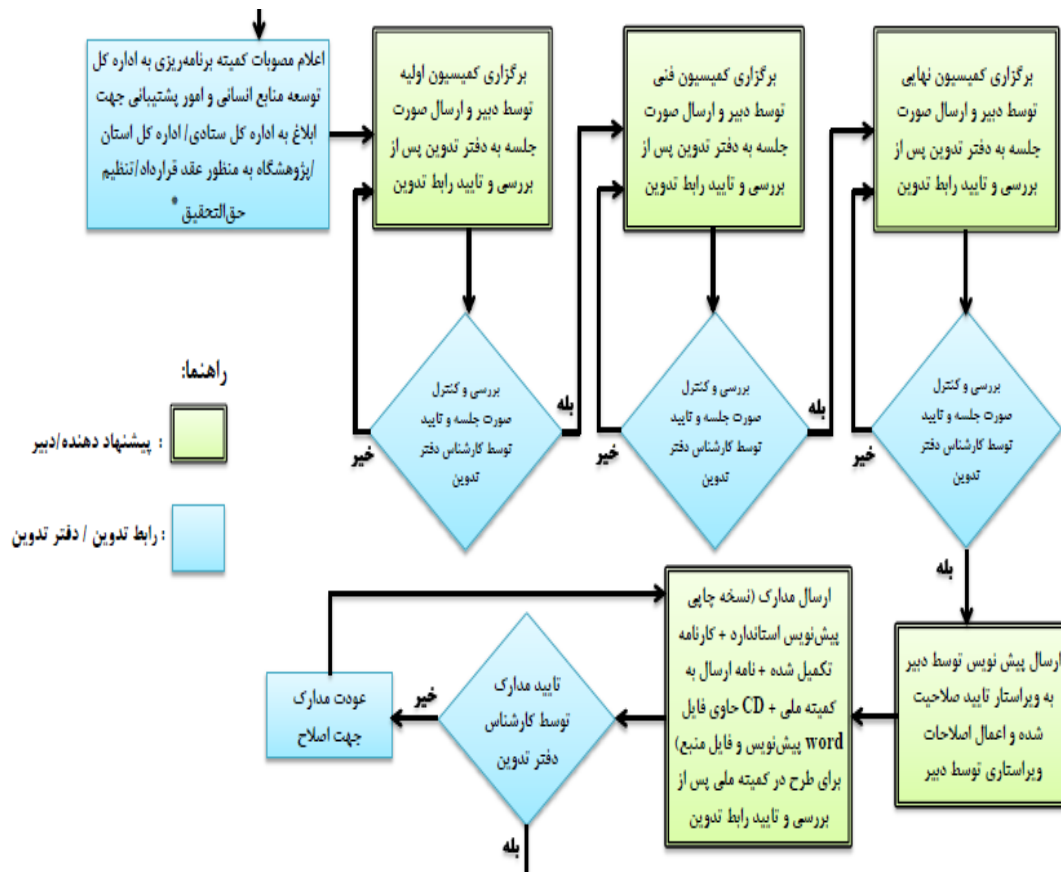 اعلام مصوبات کمیته برنامه‌ریزی به اداره کل
توسعه منابع انسانی و امور پشتیبانی جهت
ابلاغ به اداره کل ستادی/ اداره کل استان
/پژوهشگاه به منظور عقد قرارداد/تنظیم
حق‌التحقیق *
برگزاری کمیسیون اولیه
توسط دبیر و ارسال صورت
جلسه به دفتر تدوین پس از
بررسی و تایید رابط تدوین
برگزاری کمیسیون فنی
توسط دبیر و ارسال صورت
جلسه به دفتر تدوین پس از
بررسی و تایید رابط تدوین
برگزاری کمیسیون نهایی
توسط دبیر و ارسال صورت
جلسه به دفتر تدوین پس از
بررسی و تایید رابط تدوین
بررسی و کنترل
صورت جلسه و تایید
توسط کارشناس دفتر
تدوین
خیر
بله
بررسی و کنترل
صورت جلسه و تایید
توسط کارشناس دفتر
تدوین
خیر
بله
بررسی و کنترل
صورت جلسه و تایید
توسط کارشناس دفتر
تدوین
خیر
بله
راهنما:
: پیشنهاد دهنده/دبیر
: رابط تدوین / دفتر تدوین
ارسال پیش نویس توسط دبیر
به ویراستار تایید صلاحیت
شده و اعمال اصلاحات
ویراستاری توسط دبیر
ارسال مدارک (نسخه چاپی
پیش‌نویس استاندارد + کارنامه
تکمیل شده + نامه ارسال به
کمیته ملی + CD حاوی فایل
word پیش‌نویس و فایل منبع)
برای طرح در کمیته ملی پس از
بررسی و تایید رابط تدوین
تایید مدارک
توسط کارشناس
دفتر تدوین
خیر
بله
عودت مدارک
جهت اصلاح